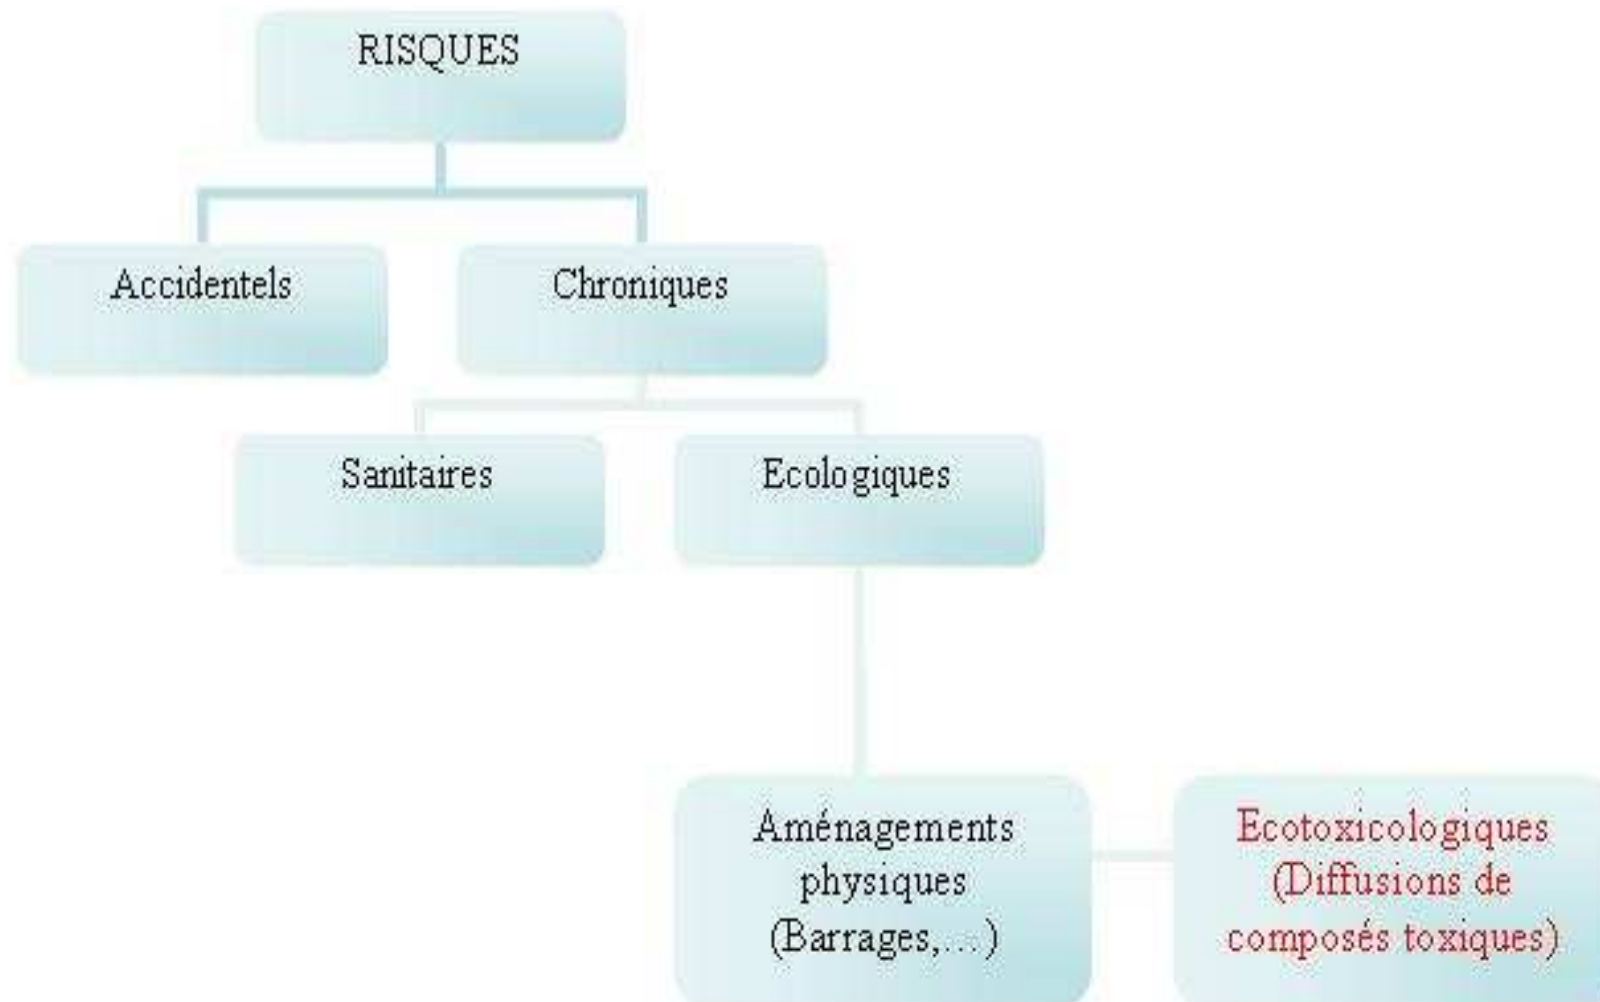 RISQUES
Accidentels
Chroniques
Sanitaires
Ecologiques
Aménagements
physiques
(Barrages,...)
Ecotoxicologiques
(Diffusions de
composés toxiques)